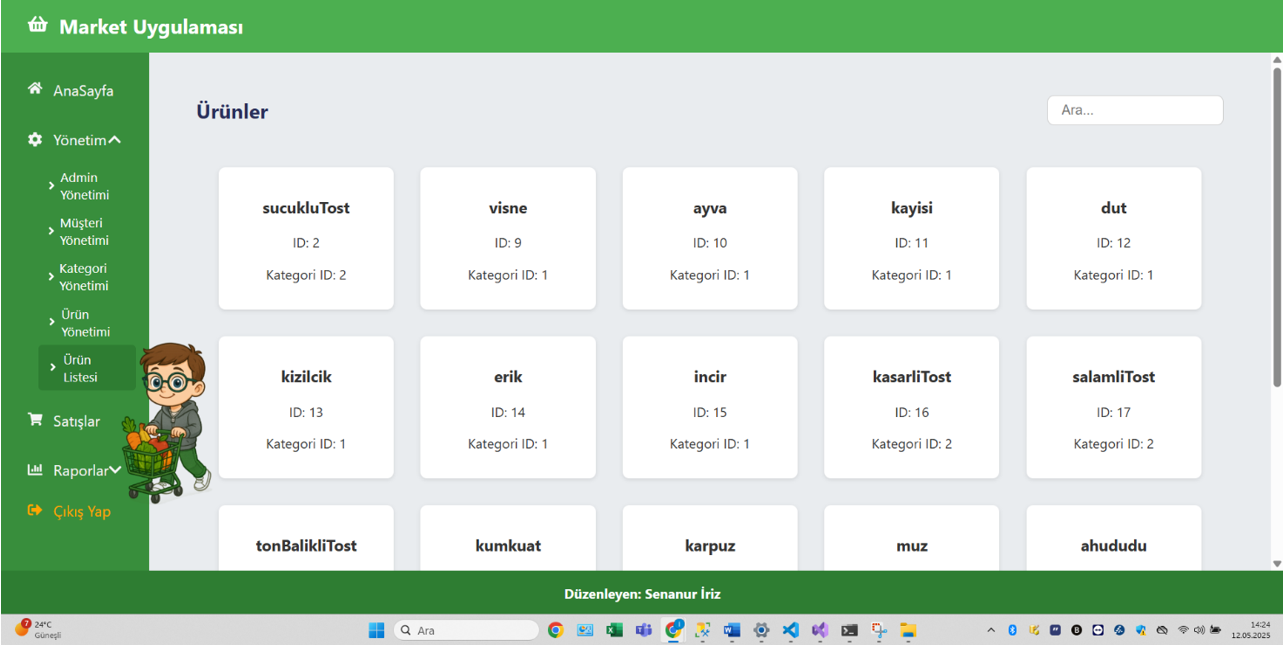 Market Uygulaması
AnaSayfa
Yönetim
Admin
Yönetimi
Müşteri
Yönetimi
Kategori
Yönetimi
Ürün
Yönetimi
Ürün
Listesi
Satışlar
Raporlar
Çıkış Yap
Ürünler
Ara...
sucukluTost
ID: 2
Kategori ID: 2
visne
ID: 9
Kategori ID: 1
ayva
ID: 10
Kategori ID: 1
kayisi
ID: 11
Kategori ID: 1
dut
ID: 12
Kategori ID: 1
kizilcik
ID: 13
Kategori ID: 1
erik
ID: 14
Kategori ID: 1
incir
ID: 15
Kategori ID: 1
kasarliTost
ID: 16
Kategori ID: 2
salamliTost
ID: 17
Kategori ID: 2
tonBalikliTost
kumkuat
karpuz
muz
ahududu
Düzenleyen: Senanur İriz
7
24°C
Güneşli
Ara
14:24
12.05.2025